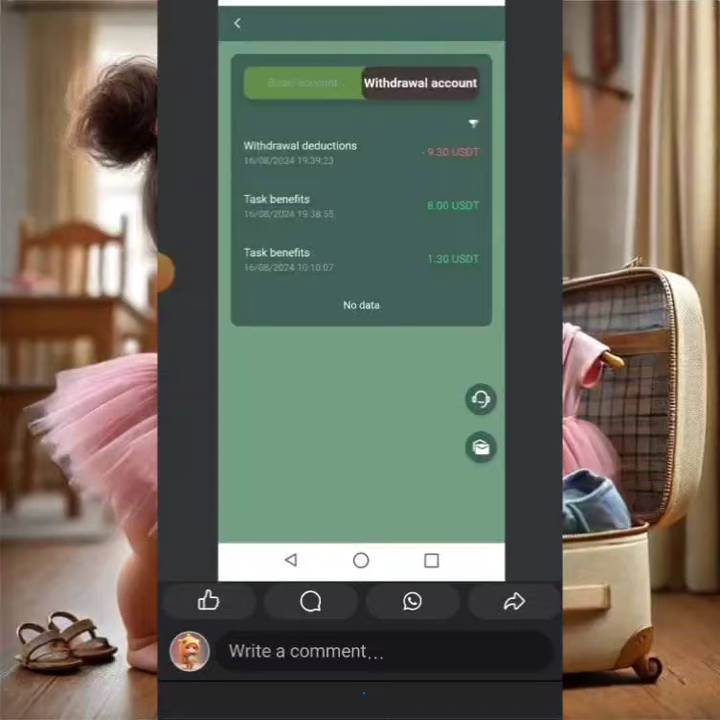 Basic account
Withdrawal account
Withdrawal deductions
- 9.30 USDT
16/08/2024 19:39:23
Task benefits
8.00 USDT
16/08/2024 19:38:55
Task benefits
1.30 USDT
16/08/2024 10:10:07
No data
Write a comment...